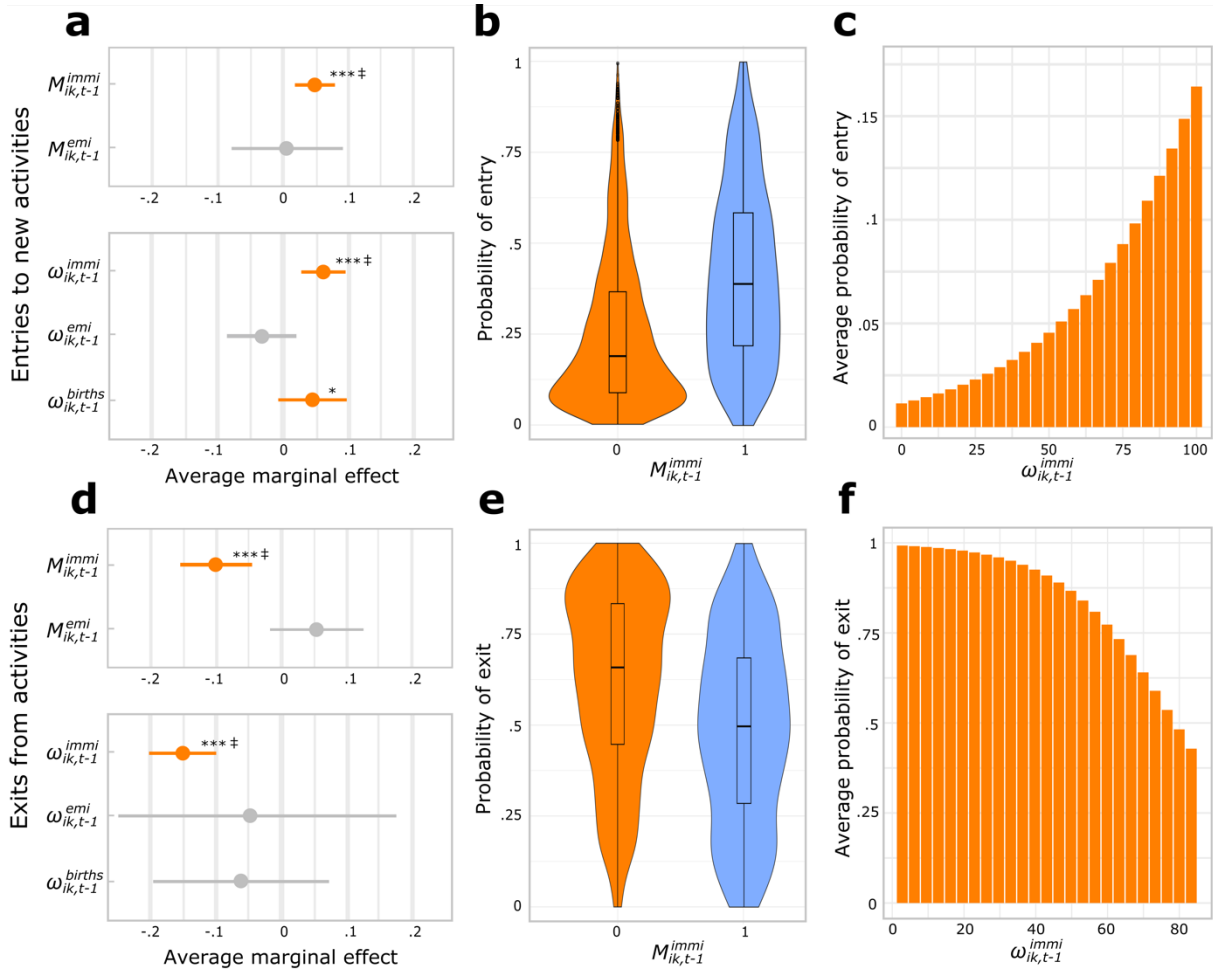 a
Entries to new activities
M^{immi}_{ik,t-1}
***‡
M^{emi}_{ik,t-1}
-.2 -.1 0 .1 .2
ω^{immi}_{ik,t-1}
***‡
ω^{emi}_{ik,t-1}
ω^{births}_{ik,t-1}
*
-.2 -.1 0 .1 .2
Average marginal effect
b
Probability of entry
1
.75
.5
.25
0
0 1
M^{immi}_{ik,t-1}
c
Average probability of entry
.15
.1
.05
0
0 25 50 75 100
ω^{immi}_{ik,t-1}
d
Exits from activities
M^{immi}_{ik,t-1}
***‡
M^{emi}_{ik,t-1}
-.2 -.1 0 .1 .2
ω^{immi}_{ik,t-1}
***‡
ω^{emi}_{ik,t-1}
ω^{births}_{ik,t-1}
-.2 -.1 0 .1 .2
Average marginal effect
e
Probability of exit
1
.75
.5
.25
0
0 1
M^{immi}_{ik,t-1}
f
Average probability of exit
1
.75
.5
.25
0
0 20 40 60 80
ω^{immi}_{ik,t-1}